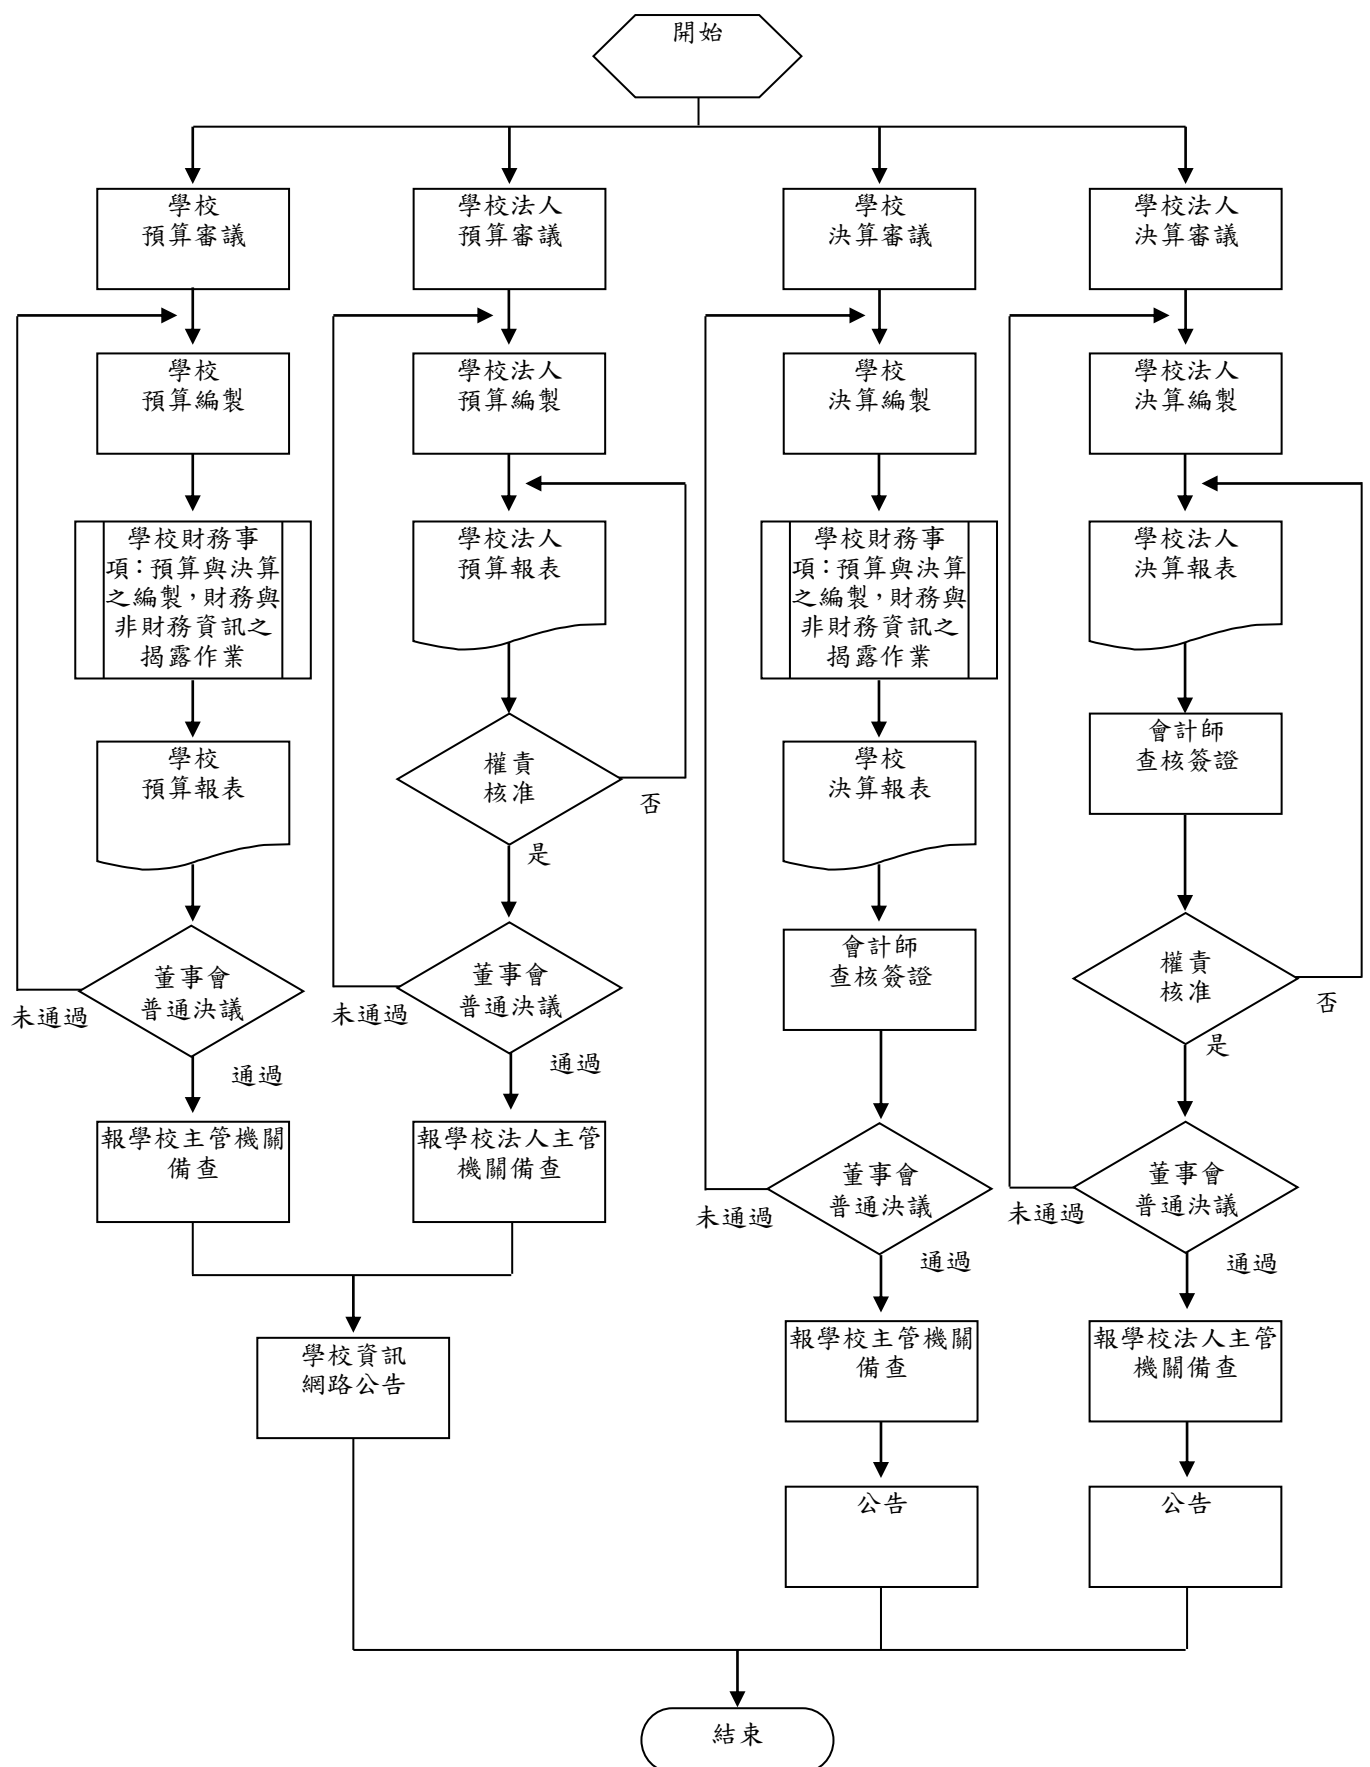 開始
學校
預算審議
學校法人
預算審議
學校
決算審議
學校法人
決算審議
學校
預算編製
學校法人
預算編製
學校
決算編製
學校法人
決算編製
學校財務事
項：預算與決算
之編製，財務與
非財務資訊之
揭露作業
學校法人
預算報表
學校財務事
項：預算與決算
之編製，財務與
非財務資訊之
揭露作業
學校法人
決算報表
學校
預算報表
權責
核准
否
是
學校
決算報表
會計師
查核簽證
董事會
普通決議
未通過
通過
董事會
普通決議
未通過
通過
會計師
查核簽證
權責
核准
否
是
報學校主管機關
備查
報學校法人主管
機關備查
董事會
普通決議
未通過
通過
董事會
普通決議
未通過
通過
學校資訊
網路公告
報學校主管機關
備查
報學校法人主管
機關備查
公告
公告
結束